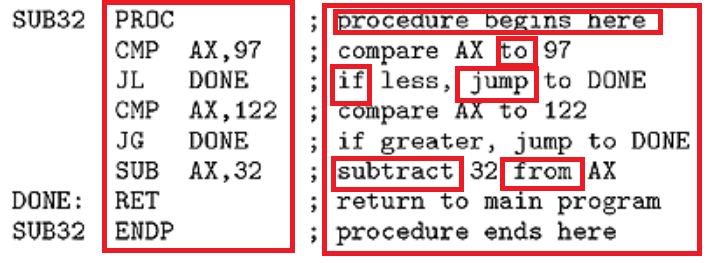 SUB32 PROC ; procedure begins here
CMP AX,97 ; compare AX to 97
JL DONE ; if less, jump to DONE
CMP AX,122 ; compare AX to 122
JG DONE ; if greater, jump to DONE
SUB AX,32 ; subtract 32 from AX
DONE: RET ; return to main program
SUB32 ENDP ; procedure ends here